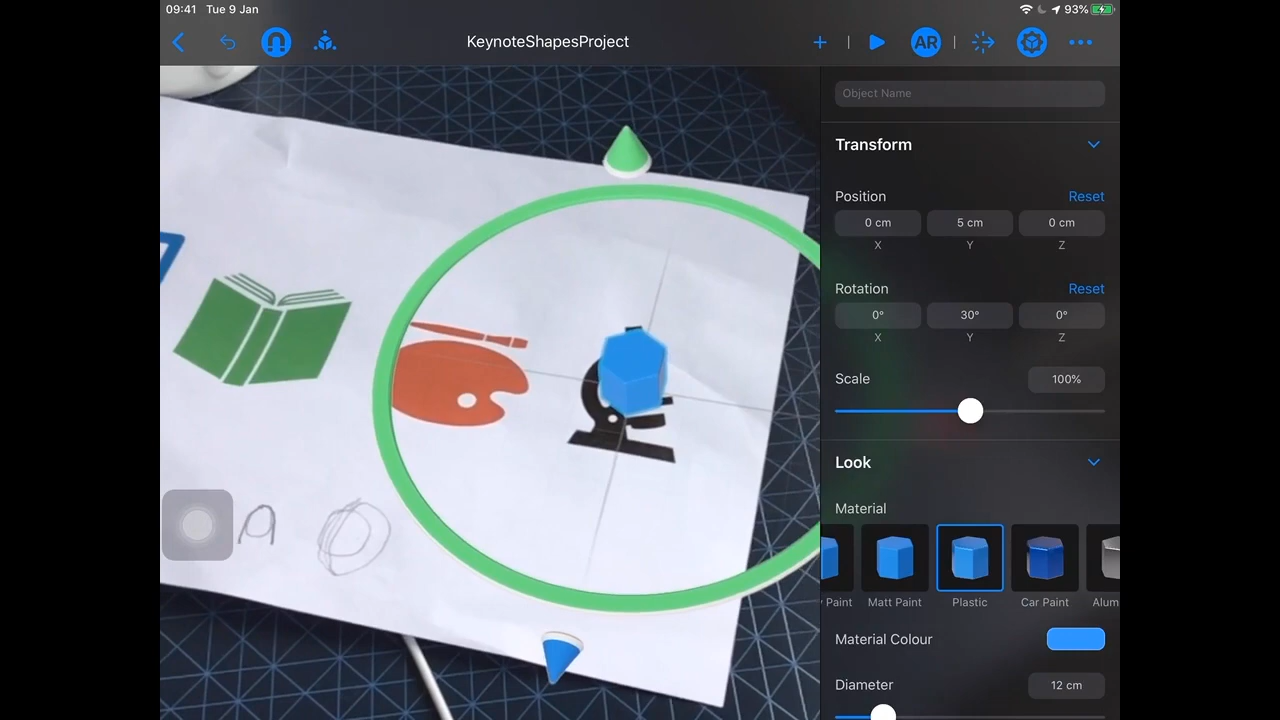 09:41 Tue 9 Jan 93%
KeynoteShapesProject AR
Object Name
Transform
Position Reset
0 cm 5 cm 0 cm
X Y Z
Rotation Reset
0° 30° 0°
X Y Z
Scale 100%
Look
Material
Paint Matt Paint Plastic Car Paint Alum
Material Colour
Diameter 12 cm